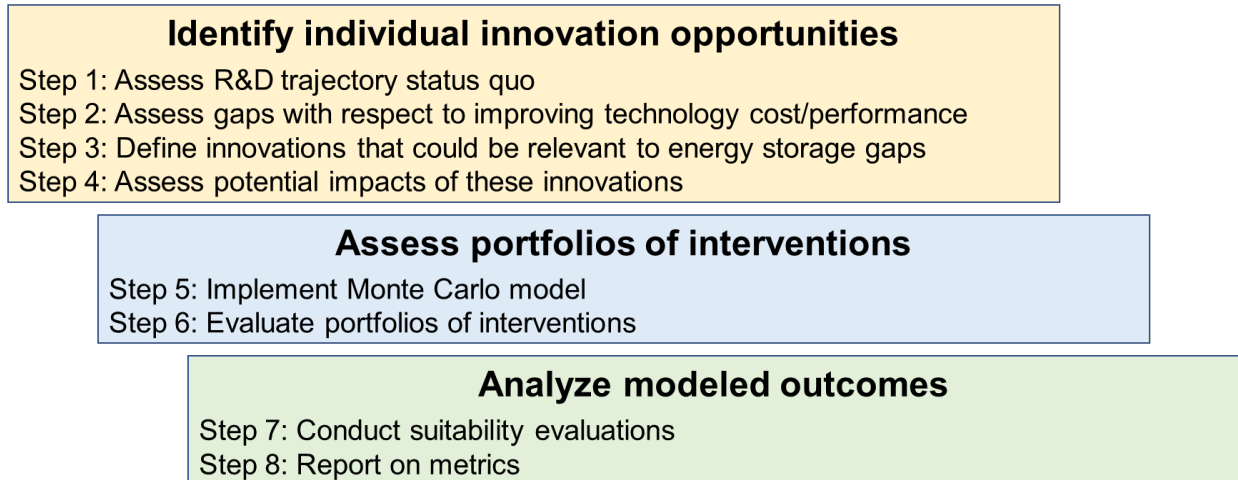 Identify individual innovation opportunities
Step 1: Assess R&D trajectory status quo
Step 2: Assess gaps with respect to improving technology cost/performance
Step 3: Define innovations that could be relevant to energy storage gaps
Step 4: Assess potential impacts of these innovations
Assess portfolios of interventions
Step 5: Implement Monte Carlo model
Step 6: Evaluate portfolios of interventions
Analyze modeled outcomes
Step 7: Conduct suitability evaluations
Step 8: Report on metrics